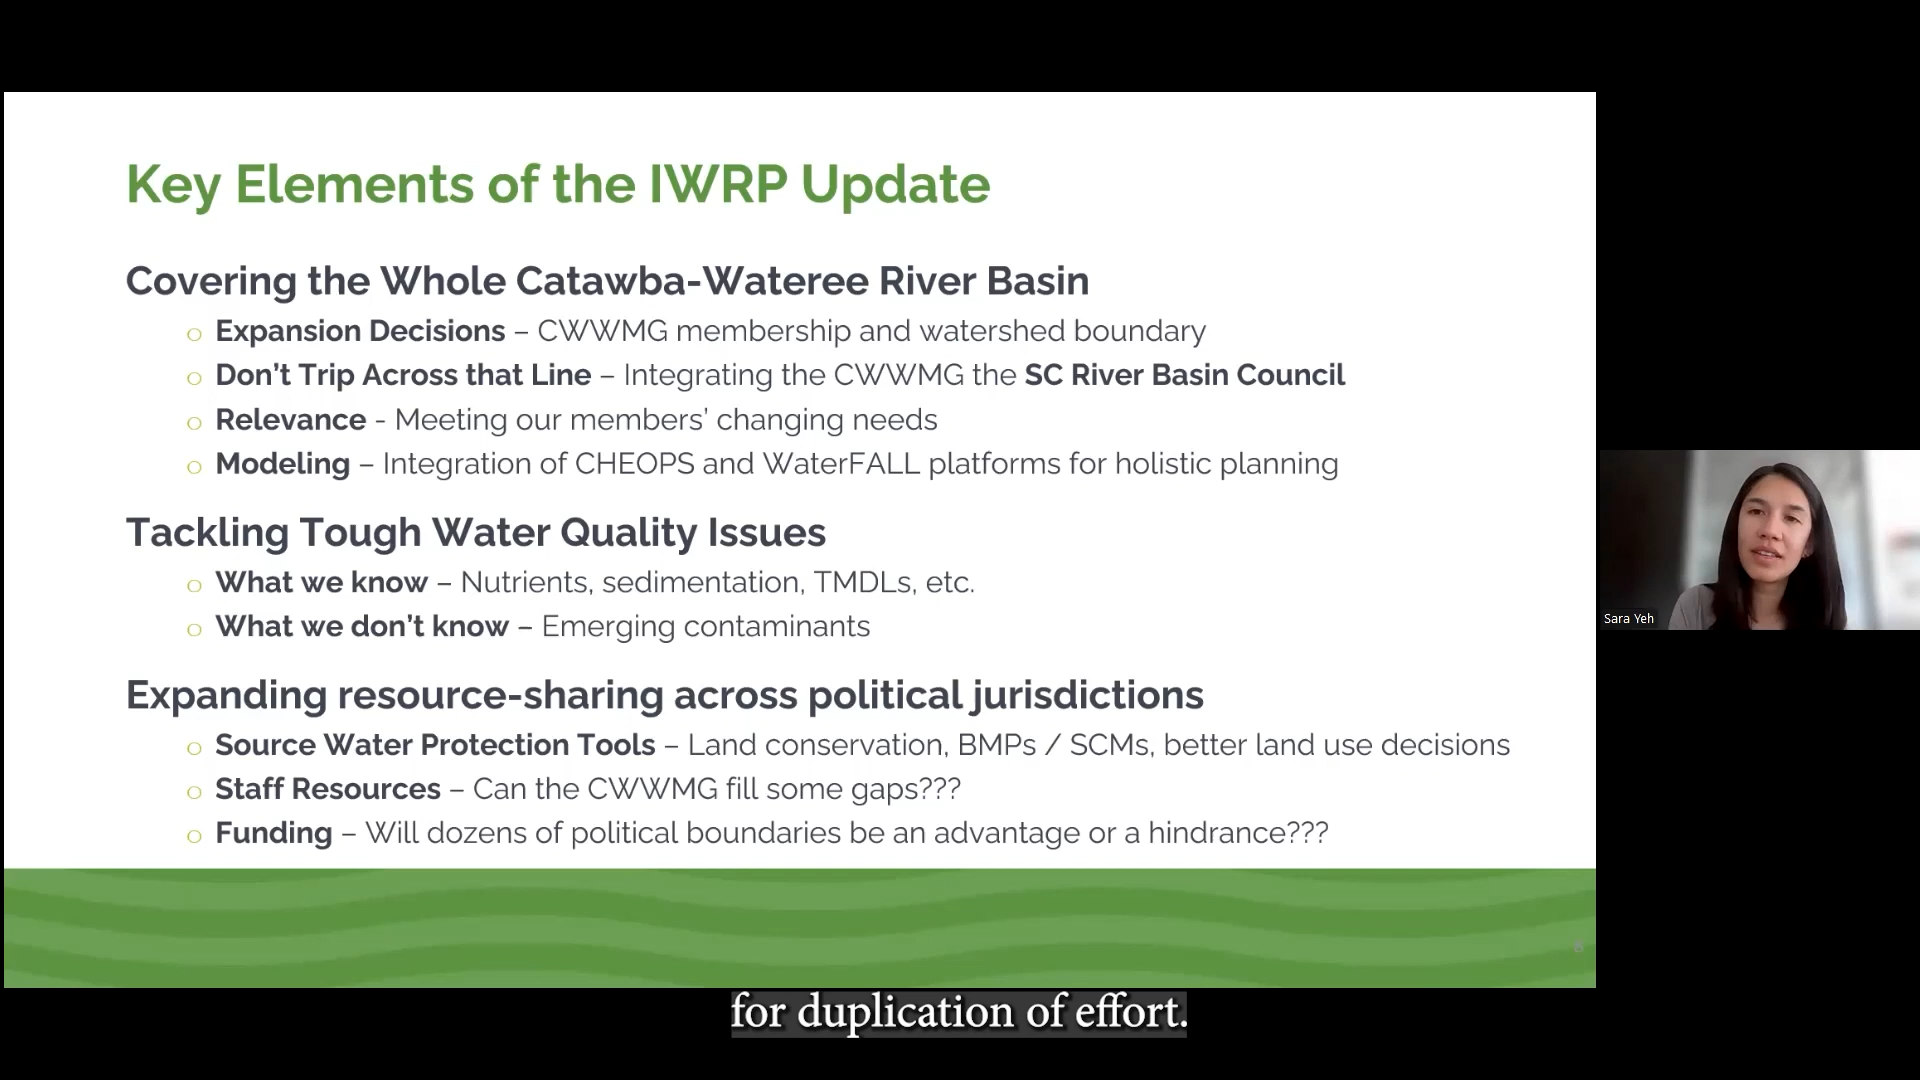 Key Elements of the IWRP Update
Covering the Whole Catawba-Wateree River Basin
o Expansion Decisions – CWWMG membership and watershed boundary
o Don't Trip Across that Line – Integrating the CWWMG the SC River Basin Council
o Relevance - Meeting our members' changing needs
o Modeling – Integration of CHEOPS and WaterFALL platforms for holistic planning
Tackling Tough Water Quality Issues
o What we know – Nutrients, sedimentation, TMDLs, etc.
o What we don't know – Emerging contaminants
Expanding resource-sharing across political jurisdictions
o Source Water Protection Tools – Land conservation, BMPs / SCMs, better land use decisions
o Staff Resources – Can the CWWMG fill some gaps???
o Funding – Will dozens of political boundaries be an advantage or a hindrance???
Sara Yeh
for duplication of effort.